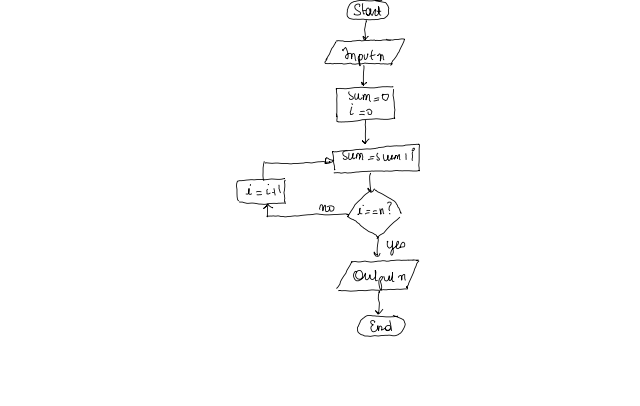 Start
Input n
sum=0
i=0
sum=sum+i
i=i+1
no
i==n?
yes
Output n
End